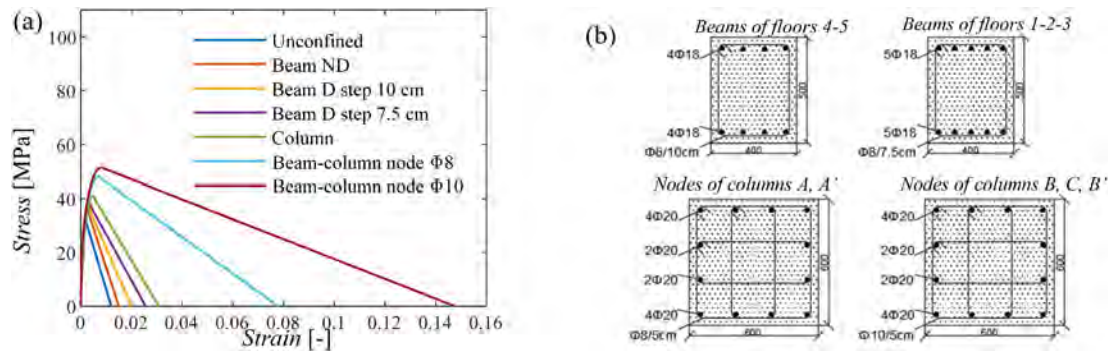 (a)
100
80
60
40
20
0
Stress [MPa]
Unconfined
Beam ND
Beam D step 10 cm
Beam D step 7.5 cm
Column
Beam-column node Φ8
Beam-column node Φ10
0 0.02 0.04 0.06 0.08 0.1 0.12 0.14 0.16
Strain [-]
(b)
Beams of floors 4-5
4Φ18
4Φ18
Φ8/10cm
400
500
Beams of floors 1-2-3
5Φ18
5Φ18
Φ8/7.5cm
400
500
Nodes of columns A, A'
4Φ20
2Φ20
2Φ20
4Φ20
Φ8/5cm
600
600
Nodes of columns B, C, B'
4Φ20
2Φ20
2Φ20
4Φ20
Φ10/5cm
600
600